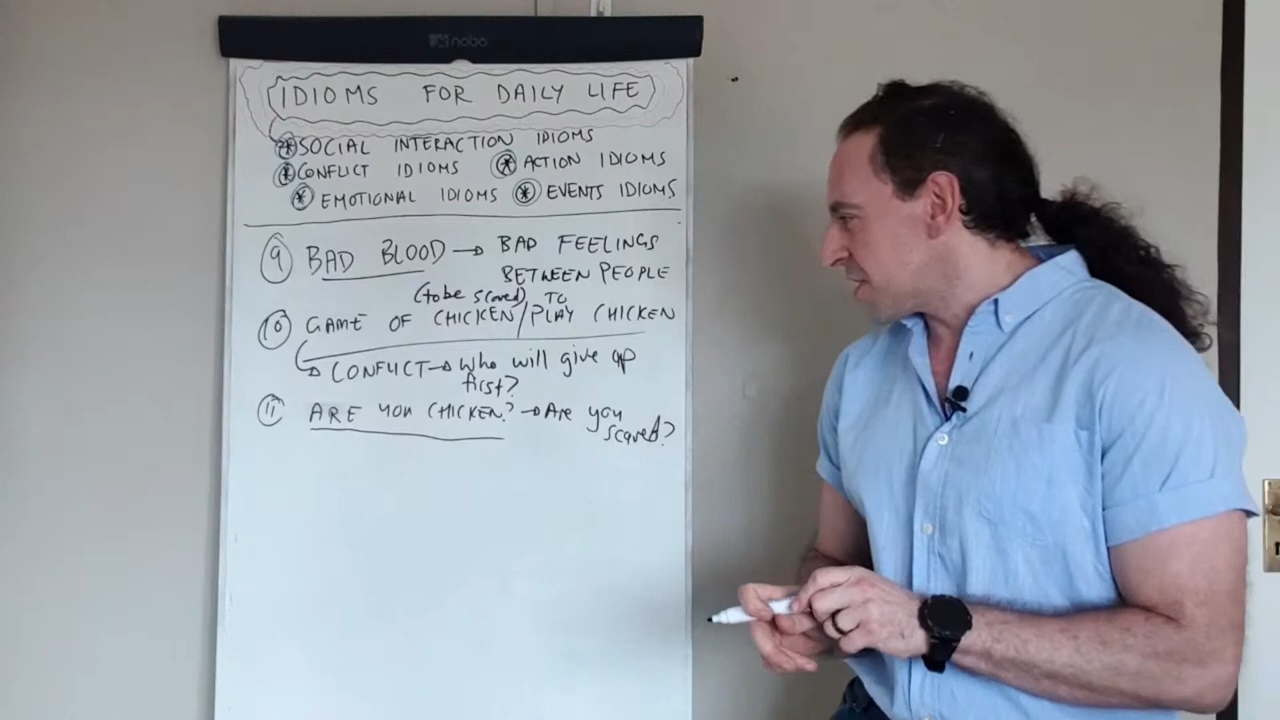 nobo
IDIOMS FOR DAILY LIFE
* SOCIAL INTERACTION IDIOMS
* CONFLICT IDIOMS * ACTION IDIOMS
* EMOTIONAL IDIOMS * EVENTS IDIOMS
9 BAD BLOOD → BAD FEELINGS
BETWEEN PEOPLE
(to be scared) TO
10 GAME OF CHICKEN/PLAY CHICKEN
→ CONFLICT → Who will give up
first?
11 ARE YOU CHICKEN? → Are you
scared?